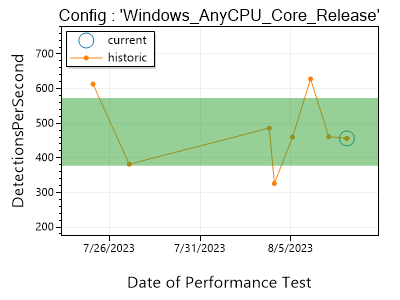 Config : 'Windows_AnyCPU_Core_Release'
current
historic
DetectionsPerSecond
700
600
500
400
300
200
7/26/2023
7/31/2023
8/5/2023
Date of Performance Test